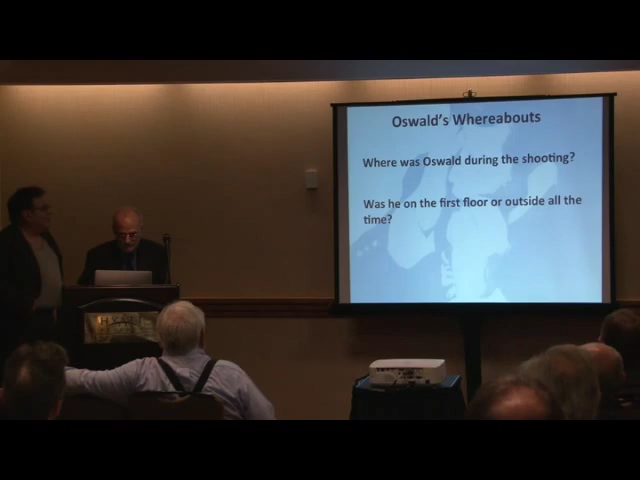 Oswald's Whereabouts
Where was Oswald during the shooting?
Was he on the first floor or outside all the
time?